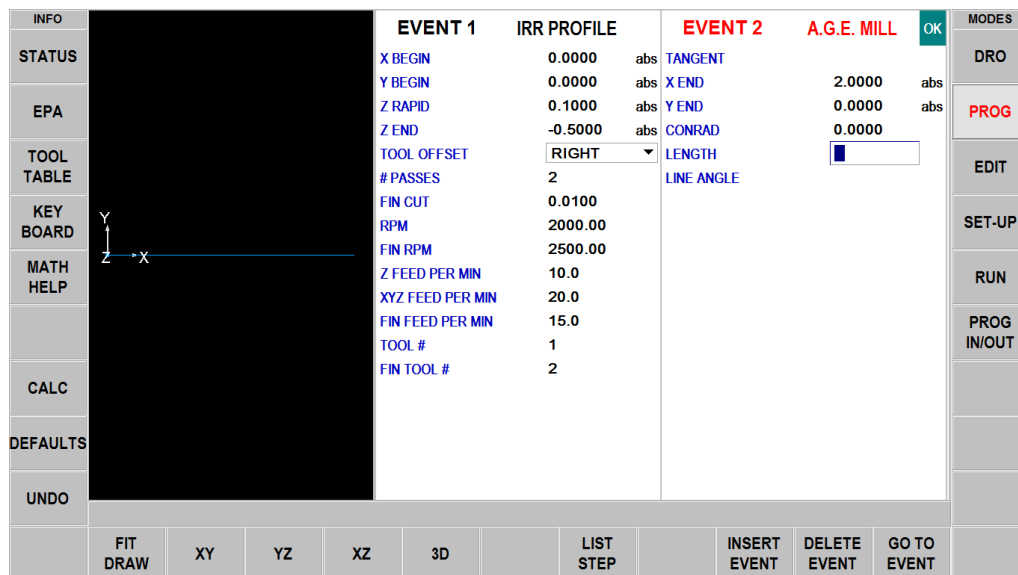 INFO
STATUS
EPA
TOOL
TABLE
KEY
BOARD
MATH
HELP
CALC
DEFAULTS
UNDO
Y
Z X
EVENT 1 IRR PROFILE
X BEGIN 0.0000 abs
Y BEGIN 0.0000 abs
Z RAPID 0.1000 abs
Z END -0.5000 abs
TOOL OFFSET RIGHT
# PASSES 2
FIN CUT 0.0100
RPM 2000.00
FIN RPM 2500.00
Z FEED PER MIN 10.0
XYZ FEED PER MIN 20.0
FIN FEED PER MIN 15.0
TOOL # 1
FIN TOOL # 2
EVENT 2 A.G.E. MILL OK
TANGENT
X END 2.0000 abs
Y END 0.0000 abs
CONRAD 0.0000
LENGTH
LINE ANGLE
MODES
DRO
PROG
EDIT
SET-UP
RUN
PROG
IN/OUT
FIT
DRAW
XY
YZ
XZ
3D
LIST
STEP
INSERT
EVENT
DELETE
EVENT
GO TO
EVENT